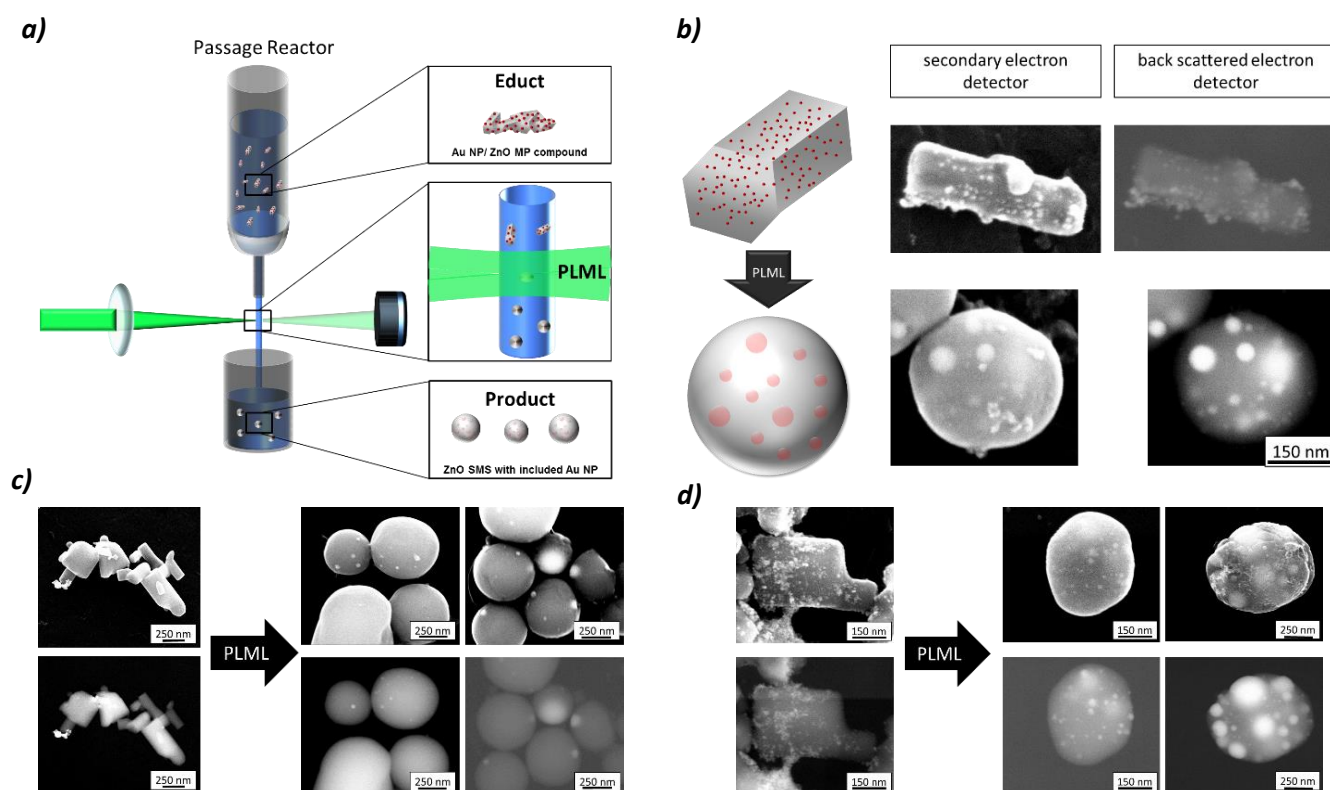 a)
Passage Reactor
Educt
Au NP/ ZnO MP compound
PLML
Product
ZnO SMS with included Au NP
b)
secondary electron
detector
back scattered electron
detector
PLML
150 nm
c)
250 nm
250 nm
250 nm
PLML
250 nm
250 nm
250 nm
d)
150 nm
150 nm
250 nm
PLML
150 nm
150 nm
250 nm